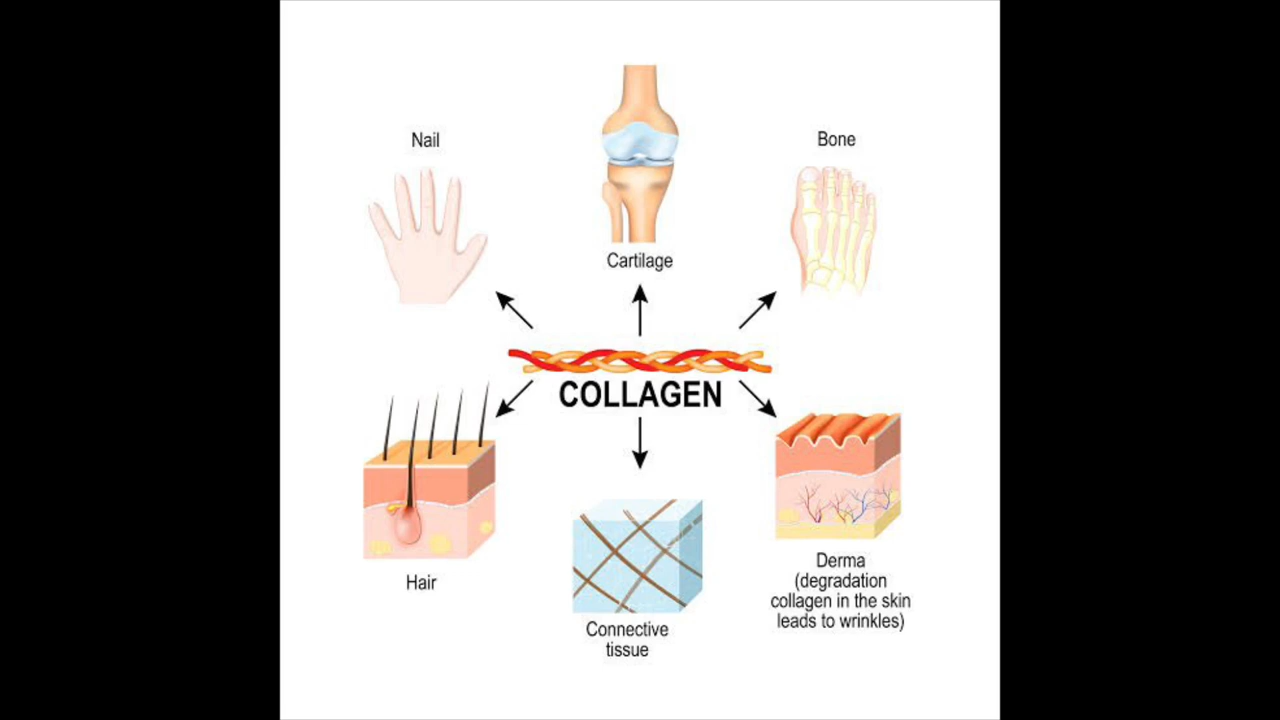 Nail
Bone
Cartilage
COLLAGEN
Hair
Connective
tissue
Derma
(degradation
collagen in the skin
leads to wrinkles)